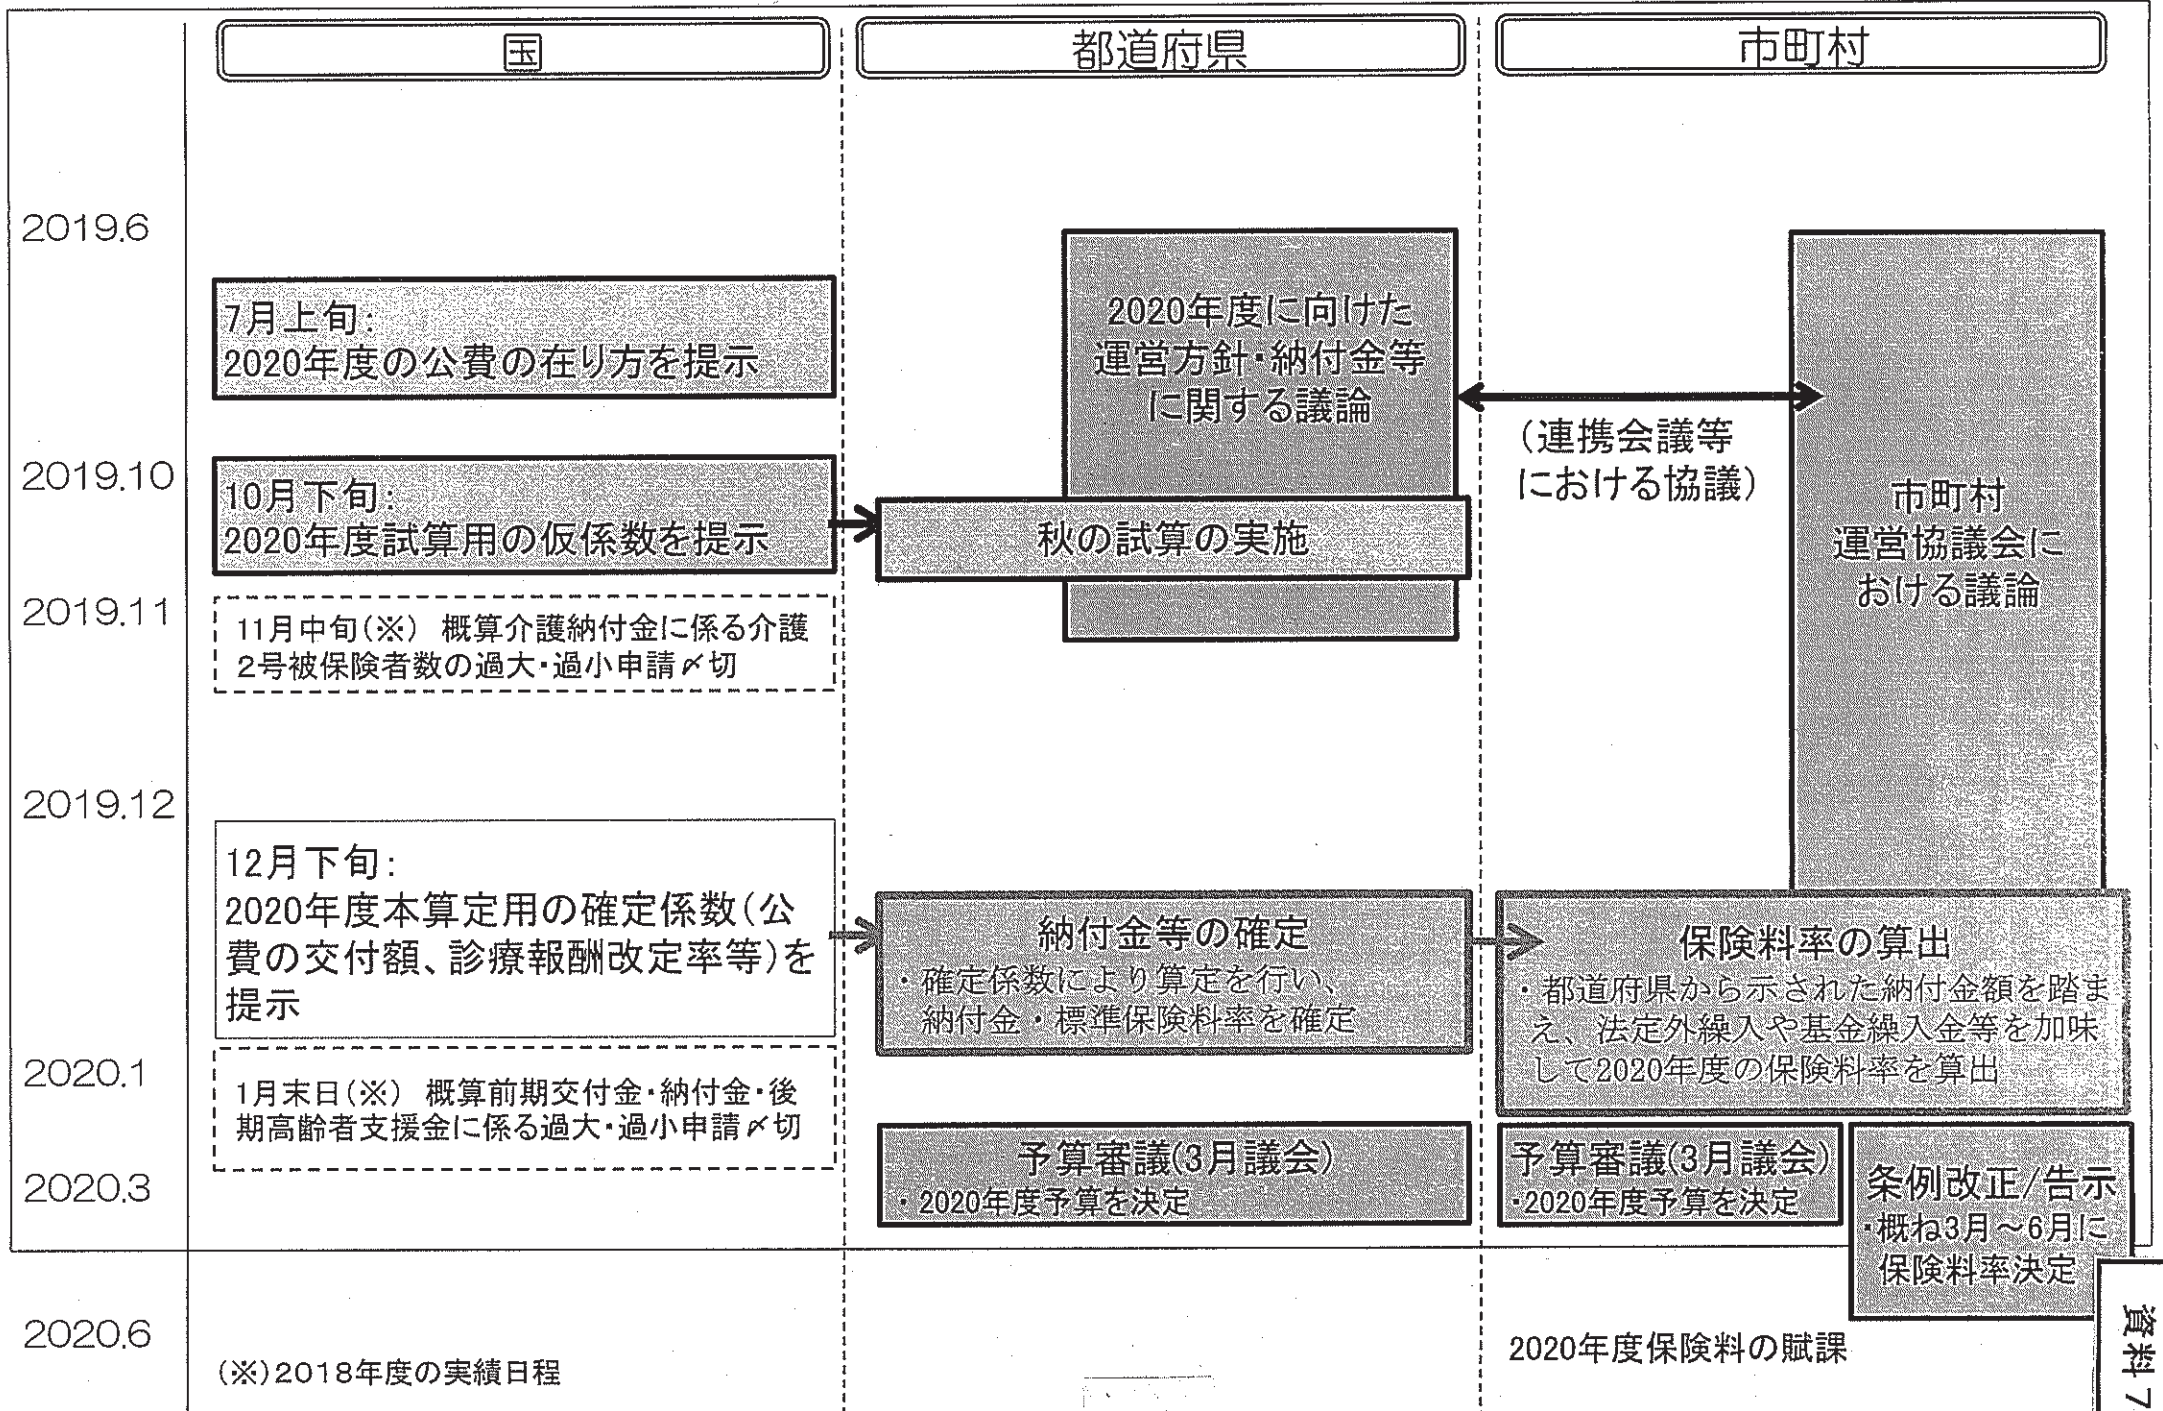 国
都道府県
市町村
2019.6
2019.10
2019.11
2019.12
2020.1
2020.3
2020.6
7月上旬:
2020年度の公費の在り方を提示
10月下旬:
2020年度試算用の仮係数を提示
11月中旬(※) 概算介護納付金に係る介護
2号被保険者数の過大・過小申請〆切
12月下旬:
2020年度本算定用の確定係数(公
費の交付額、診療報酬改定率等)を
提示
1月末日(※) 概算前期交付金・納付金・後
期高齢者支援金に係る過大・過小申請〆切
(※)2018年度の実績日程
2020年度に向けた
運営方針・納付金等
に関する議論
秋の試算の実施
納付金等の確定
・確定係数により算定を行い、
納付金・標準保険料率を確定
予算審議(3月議会)
・2020年度予算を決定
(連携会議等
における協議)
市町村
運営協議会に
おける議論
保険料率の算出
・都道府県から示された納付金額を踏ま
え、法定外繰入や基金繰入金等を加味
して2020年度の保険料率を算出
予算審議(3月議会)
・2020年度予算を決定
条例改正/告示
・概ね3月～6月に
保険料率決定
2020年度保険料の賦課
資料7